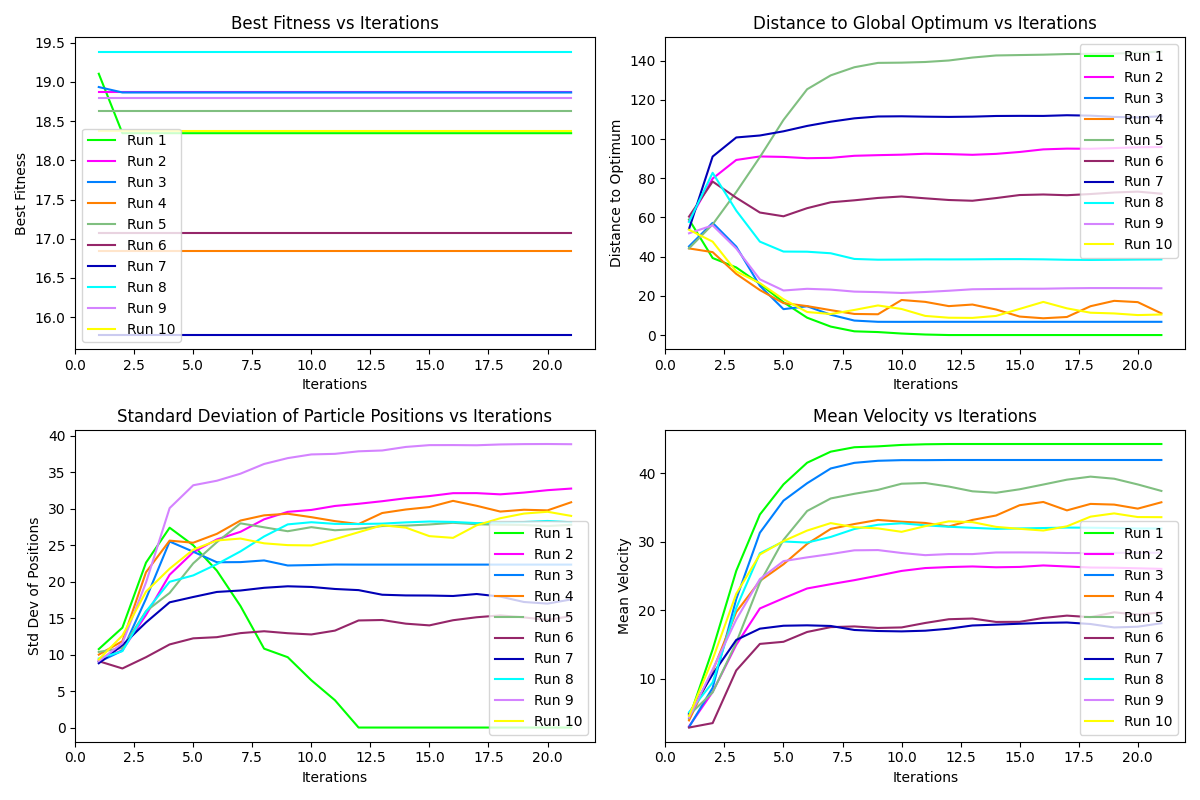 Best Fitness vs Iterations
Best Fitness
19.5
19.0
18.5
18.0
17.5
17.0
16.5
16.0
Run 1
Run 2
Run 3
Run 4
Run 5
Run 6
Run 7
Run 8
Run 9
Run 10
0.0 2.5 5.0 7.5 10.0 12.5 15.0 17.5 20.0
Iterations
Distance to Global Optimum vs Iterations
Distance to Optimum
140
120
100
80
60
40
20
0
Run 1
Run 2
Run 3
Run 4
Run 5
Run 6
Run 7
Run 8
Run 9
Run 10
0.0 2.5 5.0 7.5 10.0 12.5 15.0 17.5 20.0
Iterations
Standard Deviation of Particle Positions vs Iterations
Std Dev of Positions
40
35
30
25
20
15
10
5
0
Run 1
Run 2
Run 3
Run 4
Run 5
Run 6
Run 7
Run 8
Run 9
Run 10
0.0 2.5 5.0 7.5 10.0 12.5 15.0 17.5 20.0
Iterations
Mean Velocity vs Iterations
Mean Velocity
40
30
20
10
Run 1
Run 2
Run 3
Run 4
Run 5
Run 6
Run 7
Run 8
Run 9
Run 10
0.0 2.5 5.0 7.5 10.0 12.5 15.0 17.5 20.0
Iterations